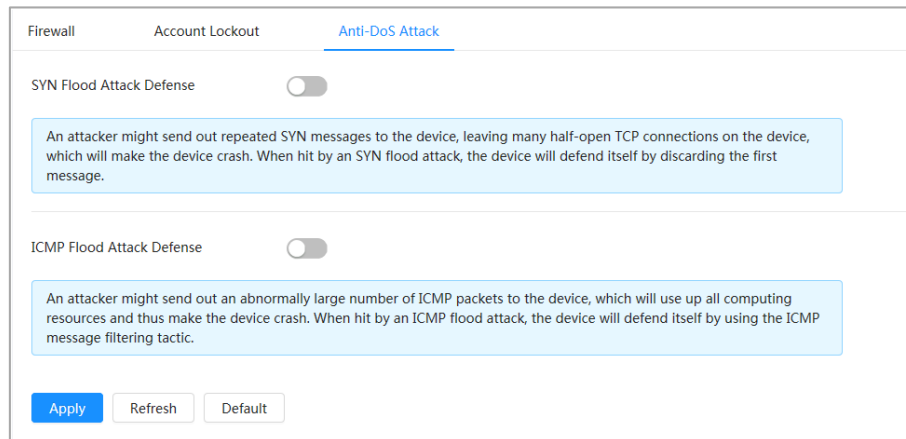 Firewall Account Lockout Anti-DoS Attack
SYN Flood Attack Defense
An attacker might send out repeated SYN messages to the device, leaving many half-open TCP connections on the device,
which will make the device crash. When hit by an SYN flood attack, the device will defend itself by discarding the first
message.
ICMP Flood Attack Defense
An attacker might send out an abnormally large number of ICMP packets to the device, which will use up all computing
resources and thus make the device crash. When hit by an ICMP flood attack, the device will defend itself by using the ICMP
message filtering tactic.
Apply Refresh Default